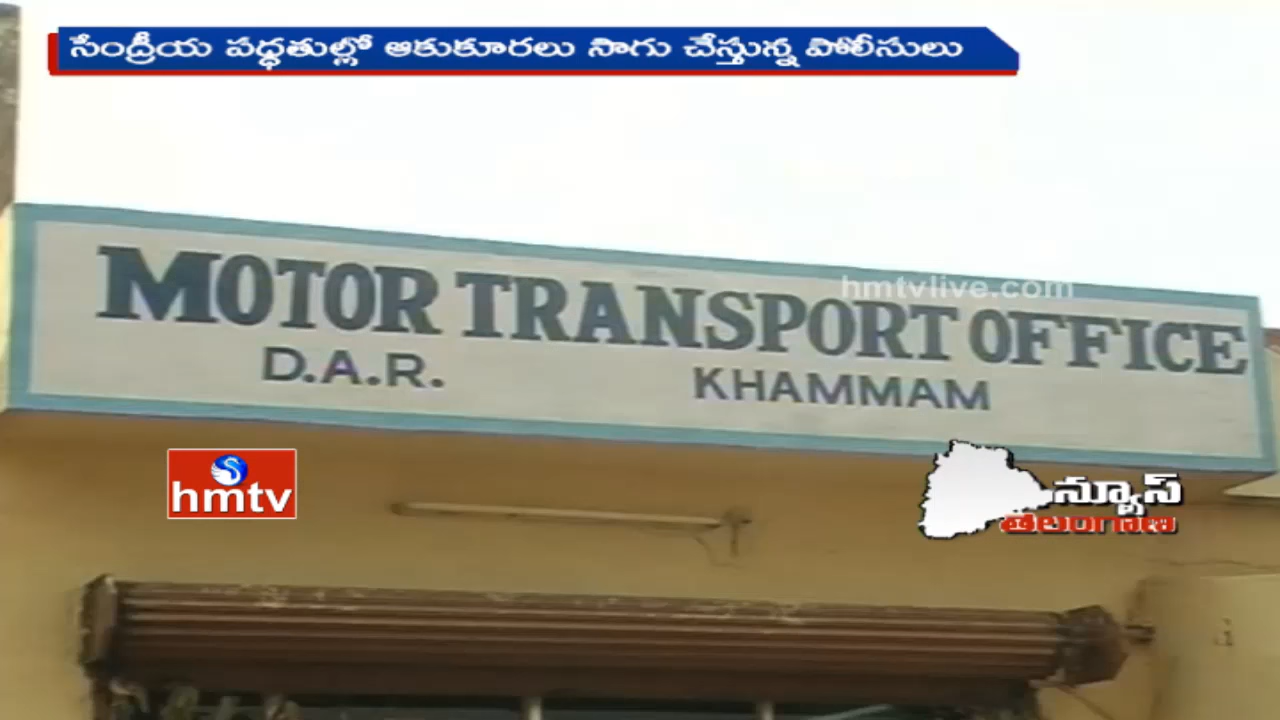 సేంద్రీయ పద్ధతుల్లో ఆకుకూరలు సాగు చేస్తున్న పోలీసులు
hmtvlive.com
MOTOR TRANSPORT OFFICE
D.A.R. KHAMMAM
hmtv
న్యూస్
తెలంగాణ